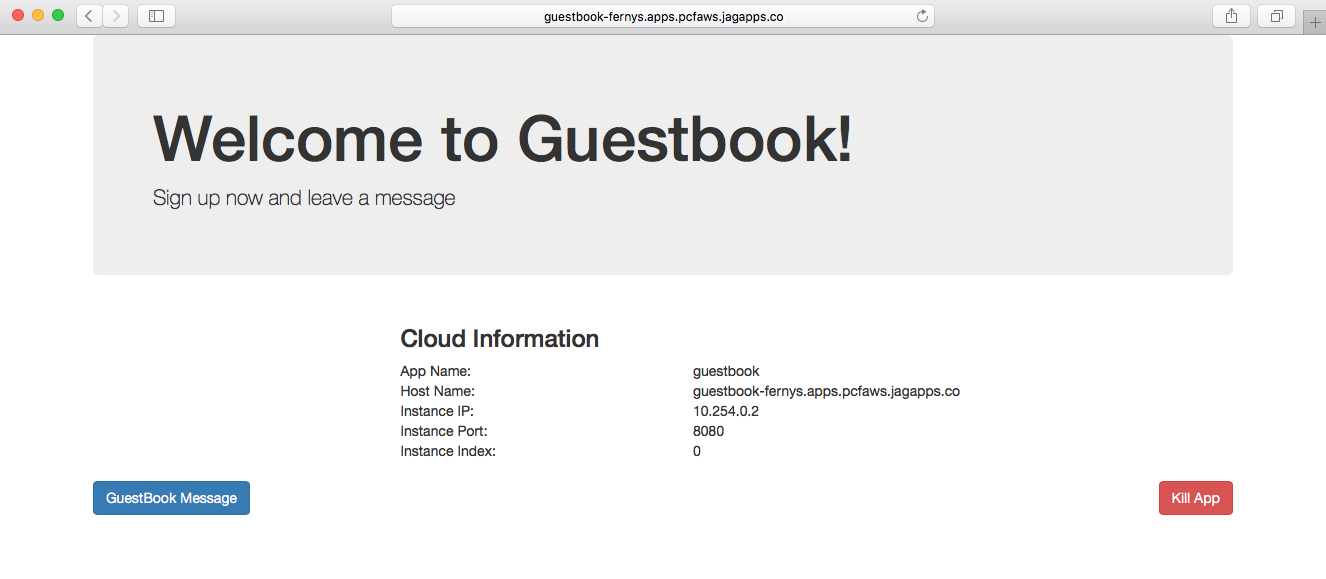 guestbook-fernys.apps.pcfaws.jagapps.co
Welcome to Guestbook!
Sign up now and leave a message
Cloud Information
App Name: guestbook
Host Name: guestbook-fernys.apps.pcfaws.jagapps.co
Instance IP: 10.254.0.2
Instance Port: 8080
Instance Index: 0
GuestBook Message Kill App